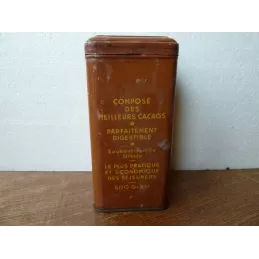 COMPOSÉ
DES
MEILLEURS CACAOS
PARFAITEMENT
DIGESTIBLE
LE PLUS PRATIQUE
ET ÉCONOMIQUE
DES DÉJEUNERS